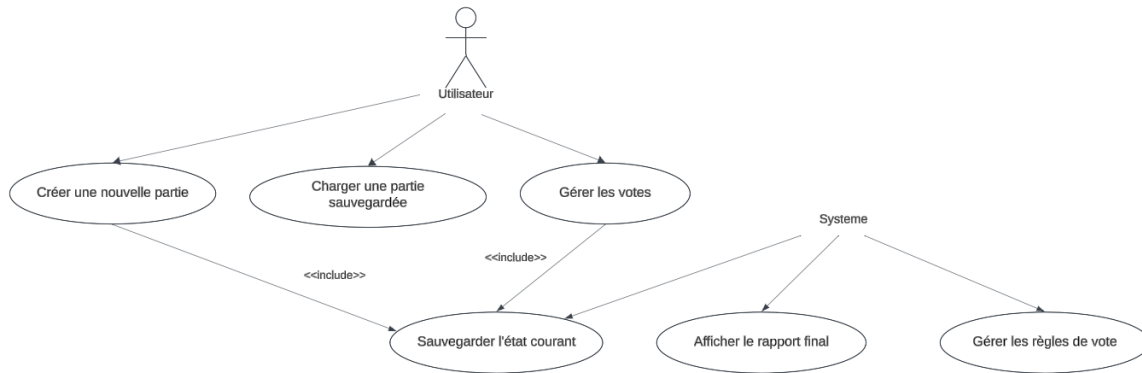 Utilisateur
Créer une nouvelle partie
Charger une partie
sauvegardée
Gérer les votes
Systeme
<<include>>
<<include>>
Sauvegarder l'état courant
Afficher le rapport final
Gérer les règles de vote